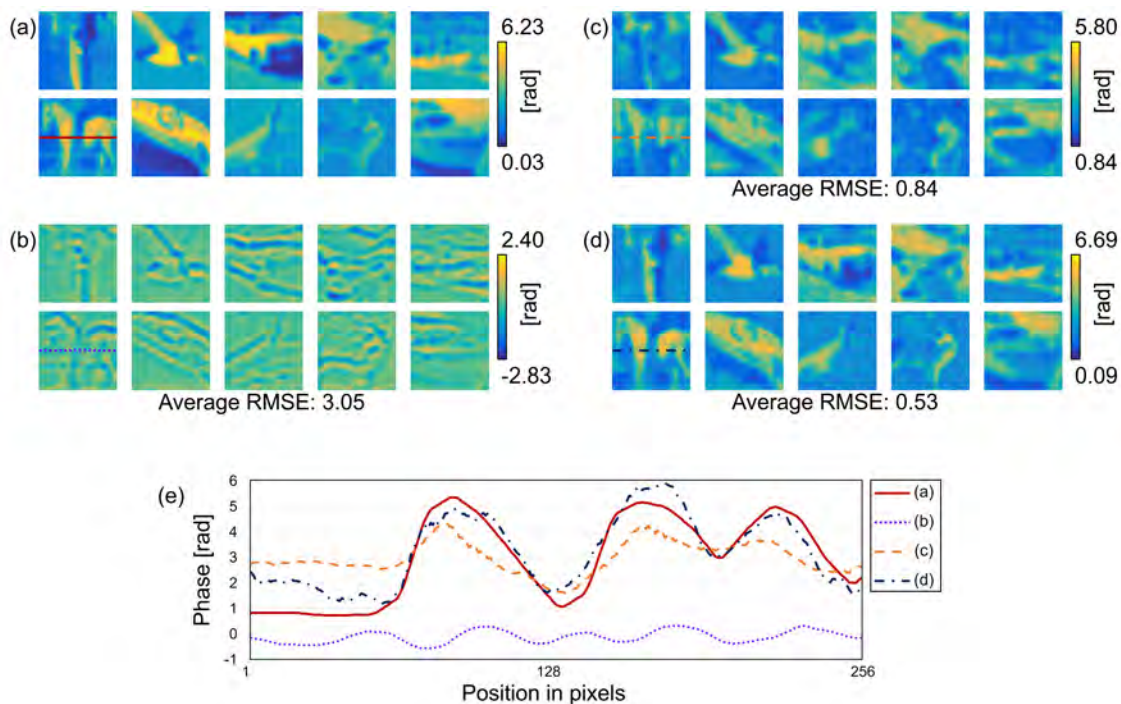 (a)
6.23
[rad]
0.03
(c)
5.80
[rad]
0.84
Average RMSE: 0.84
(b)
2.40
[rad]
-2.83
Average RMSE: 3.05
(d)
6.69
[rad]
0.09
Average RMSE: 0.53
(e)
Phase [rad]
6
5
4
3
2
1
0
-1
1
128
256
Position in pixels
(a)
(b)
(c)
(d)